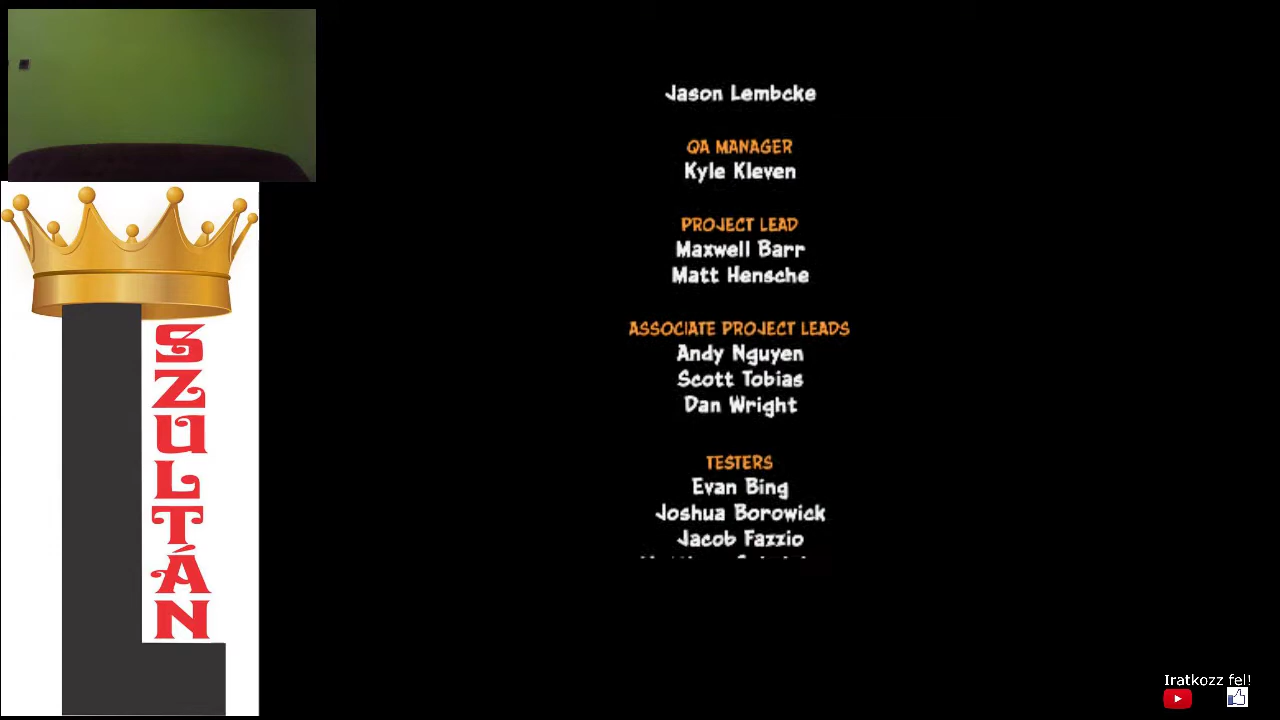 Jason Lembcke
QA MANAGER
Kyle Kleven
PROJECT LEAD
Maxwell Barr
Matt Hensche
ASSOCIATE PROJECT LEADS
Andy Nguyen
Scott Tobias
Dan Wright
TESTERS
Evan Bing
Joshua Borowick
Jacob Fazzio
L
SZULTÁN
Iratkozz fel!